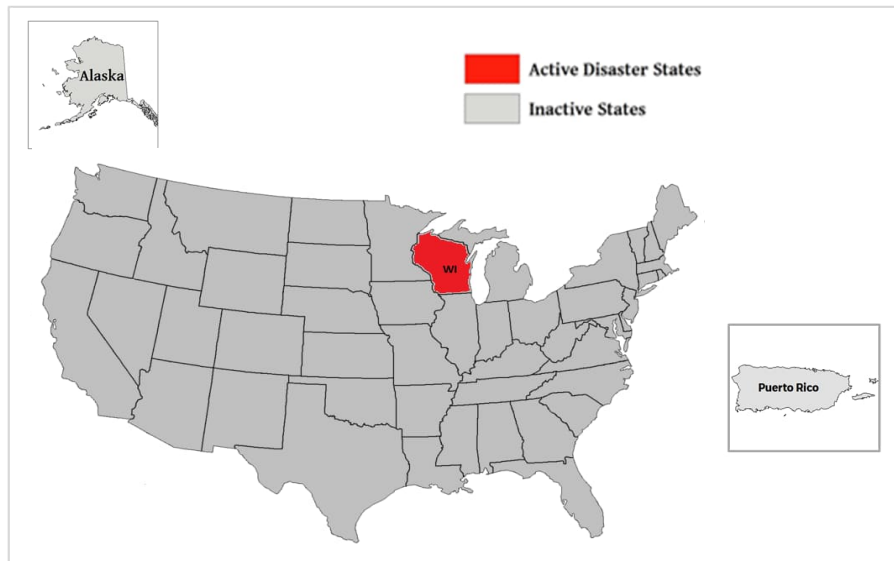 Alaska
Active Disaster States
Inactive States
WI
Puerto Rico